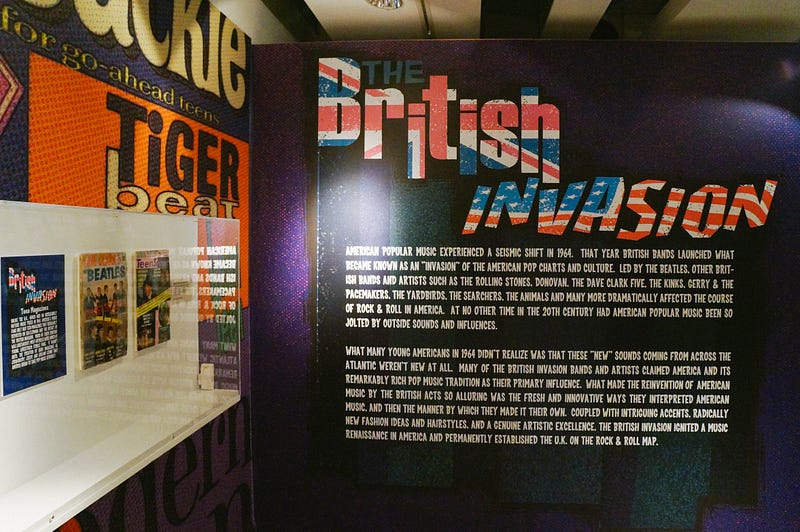 uckle
for go-ahead teens
TiGER
beat
THE
British
INVASION
AMERICAN POPULAR MUSIC EXPERIENCED A SEISMIC SHIFT IN 1964. THAT YEAR BRITISH BANDS LAUNCHED WHAT
BECAME KNOWN AS AN "INVASION" OF THE AMERICAN POP CHARTS AND CULTURE. LED BY THE BEATLES, OTHER BRIT-
ISH BANDS AND ARTISTS SUCH AS THE ROLLING STONES, DONOVAN, THE DAVE CLARK FIVE, THE KINKS, GERRY & THE
PACEMAKERS, THE YARDBIRDS, THE SEARCHERS, THE ANIMALS AND MANY MORE DRAMATICALLY AFFECTED THE COURSE
OF ROCK & ROLL IN AMERICA. AT NO OTHER TIME IN THE 20TH CENTURY HAD AMERICAN POPULAR MUSIC BEEN SO
JOLTED BY OUTSIDE SOUNDS AND INFLUENCES.
WHAT MANY YOUNG AMERICANS IN 1964 DIDN'T REALIZE WAS THAT THESE "NEW" SOUNDS COMING FROM ACROSS THE
ATLANTIC WEREN'T NEW AT ALL. MANY OF THE BRITISH INVASION BANDS AND ARTISTS CLAIMED AMERICA AND ITS
REMARKABLY RICH POP MUSIC TRADITION AS THEIR PRIMARY INFLUENCE. WHAT MADE THE REINVENTION OF AMERICAN
MUSIC BY THE BRITISH ACTS SO ALLURING WAS THE FRESH AND INNOVATIVE WAYS THEY INTERPRETED AMERICAN
MUSIC, AND THEN THE MANNER BY WHICH THEY MADE IT THEIR OWN. COUPLED WITH INTRIGUING ACCENTS, RADICALLY
NEW FASHION IDEAS AND HAIRSTYLES, AND A GENUINE ARTISTIC EXCELLENCE, THE BRITISH INVASION IGNITED A MUSIC
RENAISSANCE IN AMERICA AND PERMANENTLY ESTABLISHED THE U.K. ON THE ROCK & ROLL MAP.
British
INVASION
Teen Magazines
BEATLES
Teen
odern